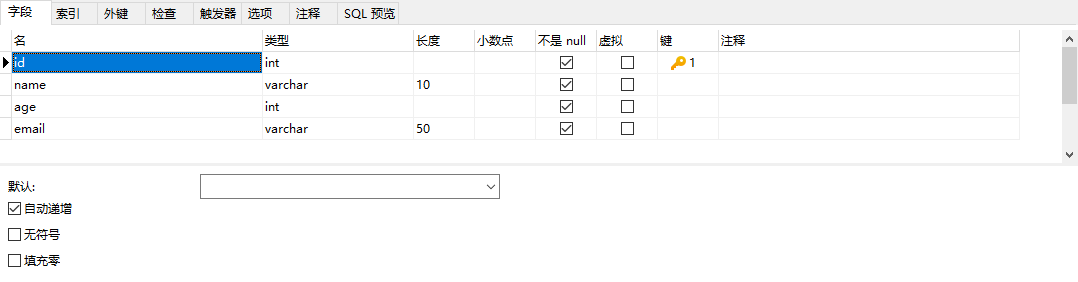 字段 索引 外键 检查 触发器 选项 注释 SQL 预览
名 类型 长度 小数点 不是 null 虚拟 键 注释
id int 1
name varchar 10
age int
email varchar 50
默认:
自动递增
无符号
填充零